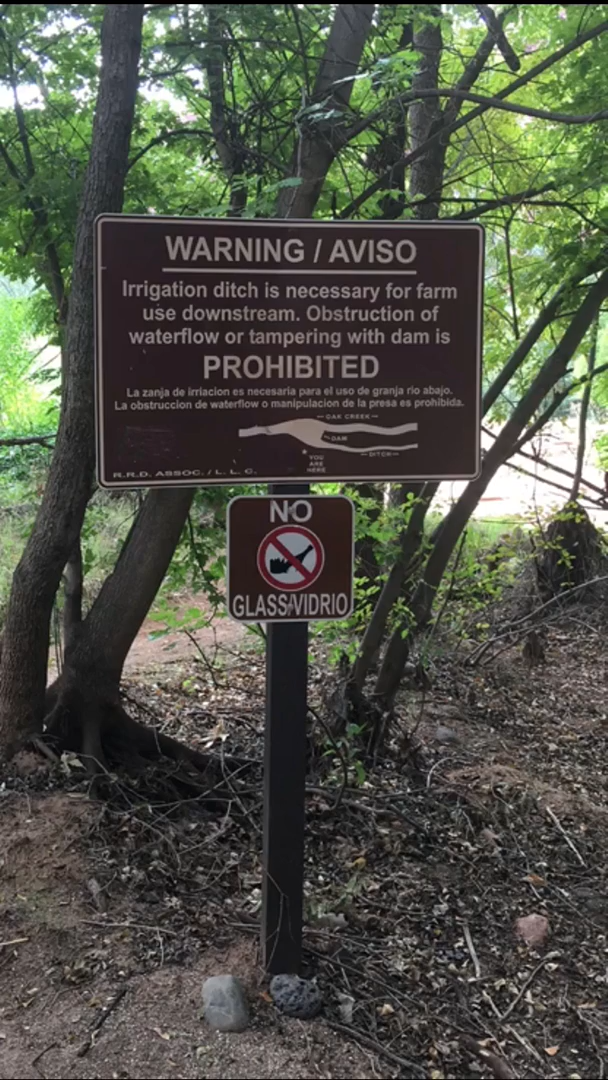 WARNING / AVISO
Irrigation ditch is necessary for farm
use downstream. Obstruction of
waterflow or tampering with dam is
PROHIBITED
La zanja de irriacion es necesaria para el uso de granja rio abajo.
La obstruccion de waterflow o manipulacion de la presa es prohibida.
OAK CREEK
DAM
DITCH
YOU
ARE
HERE
R.R.D. ASSOC. / L. L. C.
NO
GLASS/VIDRIO